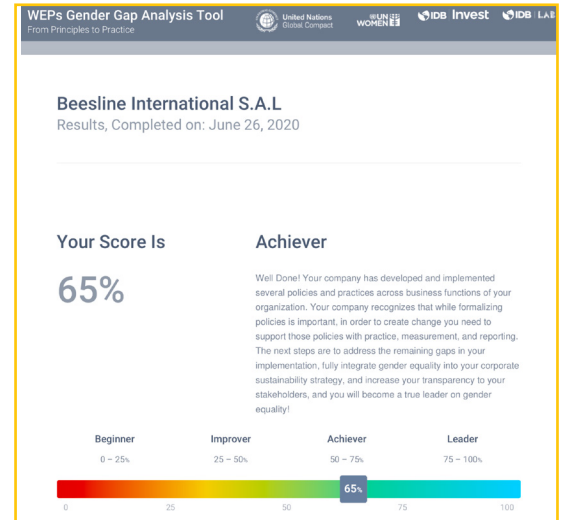 WEPs Gender Gap Analysis Tool
From Principles to Practice
United Nations
Global Compact
UN
WOMEN
IDB Invest
IDB LAB
Beesline International S.A.L
Results, Completed on: June 26, 2020
Your Score Is
65%
Achiever
Well Done! Your company has developed and implemented
several policies and practices across business functions of your
organization. Your company recognizes that while formalizing
policies is important, in order to create change you need to
support those policies with practice, measurement, and reporting.
The next steps are to address the remaining gaps in your
implementation, fully integrate gender equality into your corporate
sustainability strategy, and increase your transparency to your
stakeholders, and you will become a true leader on gender
equality!
Beginner Improver Achiever Leader
0 – 25% 25 – 50% 50 – 75% 75 – 100%
65%
0 25 50 75 100